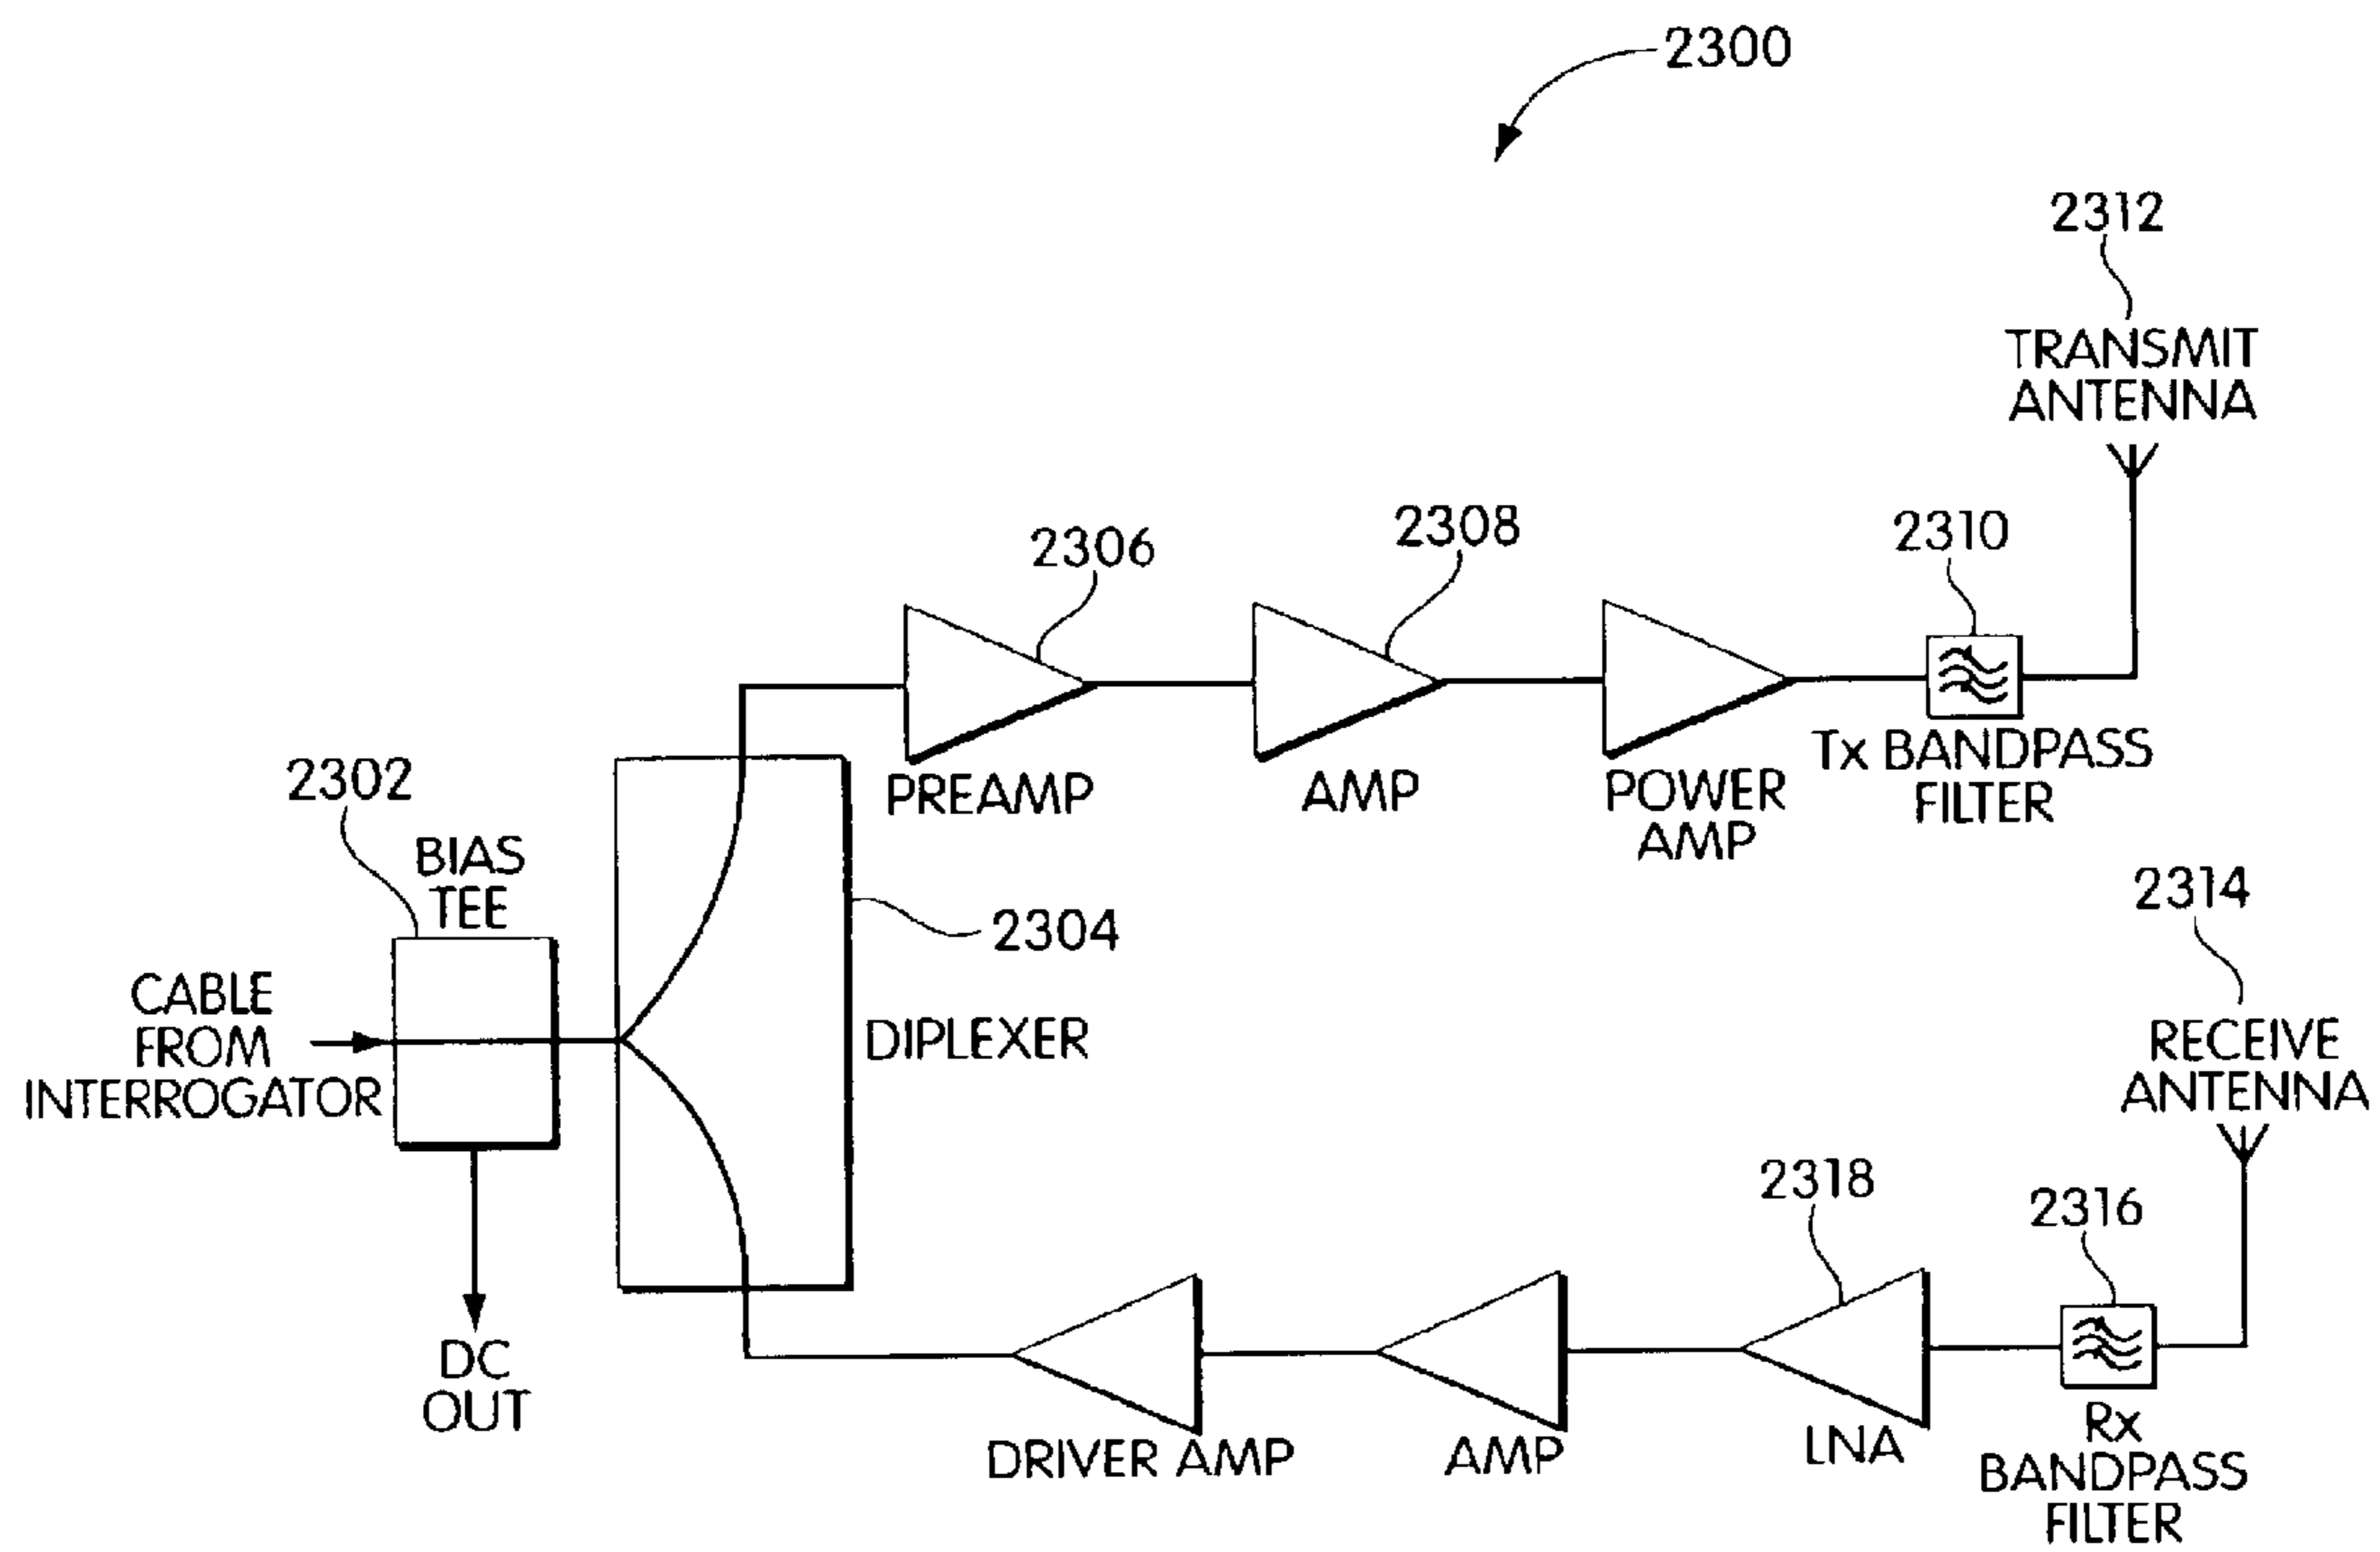 2300
2312
TRANSMIT
ANTENNA
2306
2308
2310
PREAMP
AMP
POWER
AMP
Tx BANDPASS
FILTER
2302
BIAS
TEE
2304
CABLE
FROM
INTERROGATOR
DIPLEXER
DC
OUT
2314
RECEIVE
ANTENNA
2318
2316
DRIVER AMP
AMP
LNA
Rx
BANDPASS
FILTER